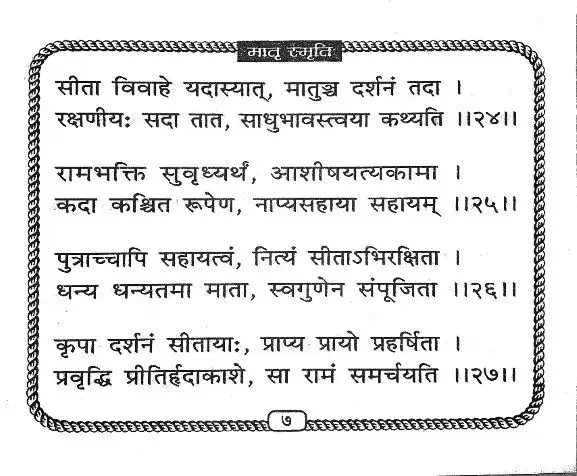 मातृ स्मृति
सीता विवाहे यदास्यात्, मातुश्च दर्शनं तदा ।
रक्षणीयः सदा तात, साधुभावस्त्वया कथ्यति ।।२४।।
रामभक्ति सुवृध्यर्थं, आशीषयत्यकामा ।
कदा कश्चित रूपेण, नाप्यसहाया सहायम् ।।२५।।
पुत्राच्चापि सहायत्वं, नित्यं सीताऽभिरक्षिता ।
धन्य धन्यतमा माता, स्वगुणेन संपूजिता ।।२६।।
कृपा दर्शनं सीतायाः, प्राप्य प्रायो प्रहर्षिता ।
प्रवृद्धि प्रीतिर्हृदाकाशे, सा रामं समर्चयति ।।२७।।
७